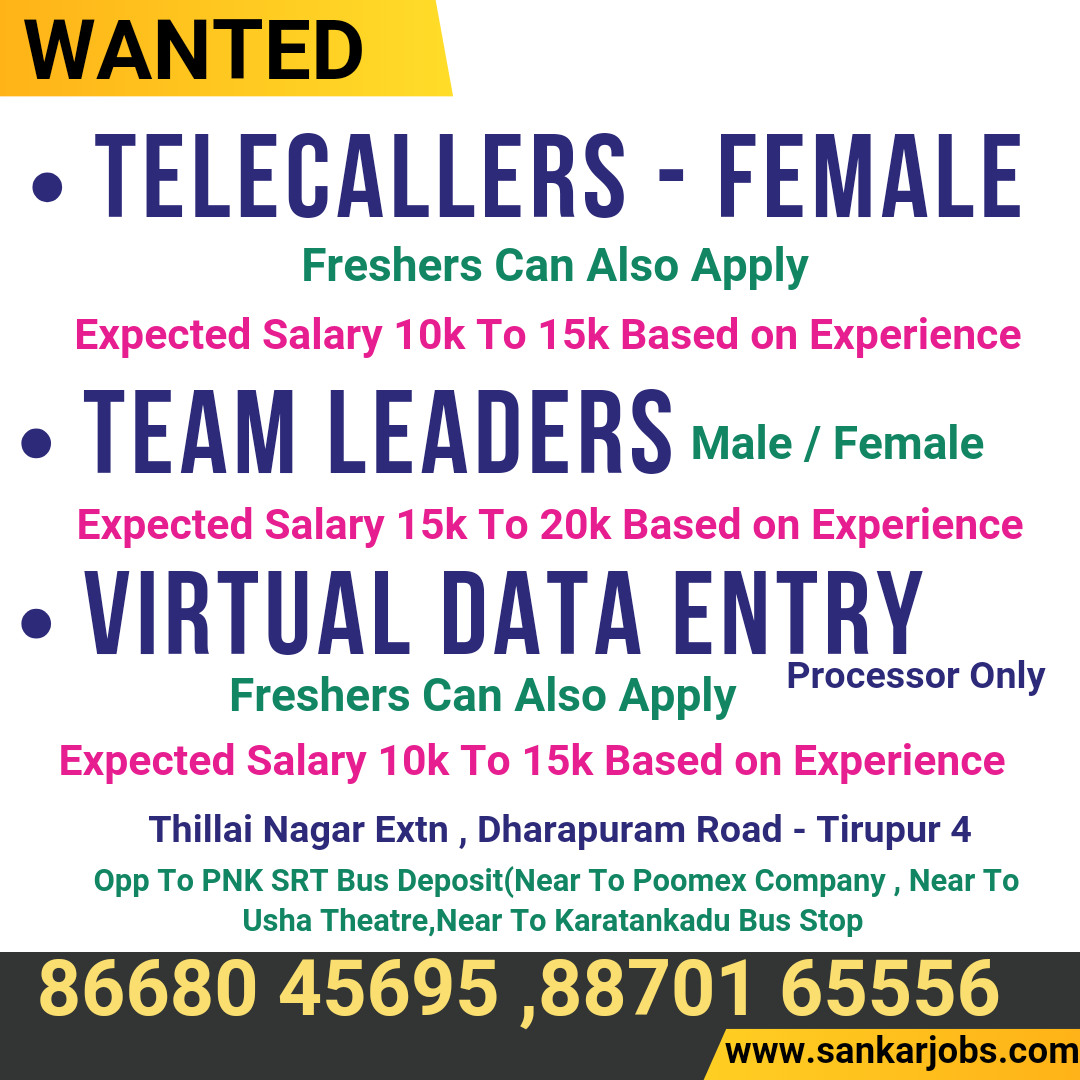 WANTED
• TELECALLERS - FEMALE
Freshers Can Also Apply
Expected Salary 10k To 15k Based on Experience
• TEAM LEADERS Male / Female
Expected Salary 15k To 20k Based on Experience
• VIRTUAL DATA ENTRY
Processor Only
Freshers Can Also Apply
Expected Salary 10k To 15k Based on Experience
Thillai Nagar Extn , Dharapuram Road - Tirupur 4
Opp To PNK SRT Bus Deposit(Near To Poomex Company , Near To
Usha Theatre,Near To Karatankadu Bus Stop
86680 45695 ,88701 65556
www.sankarjobs.com